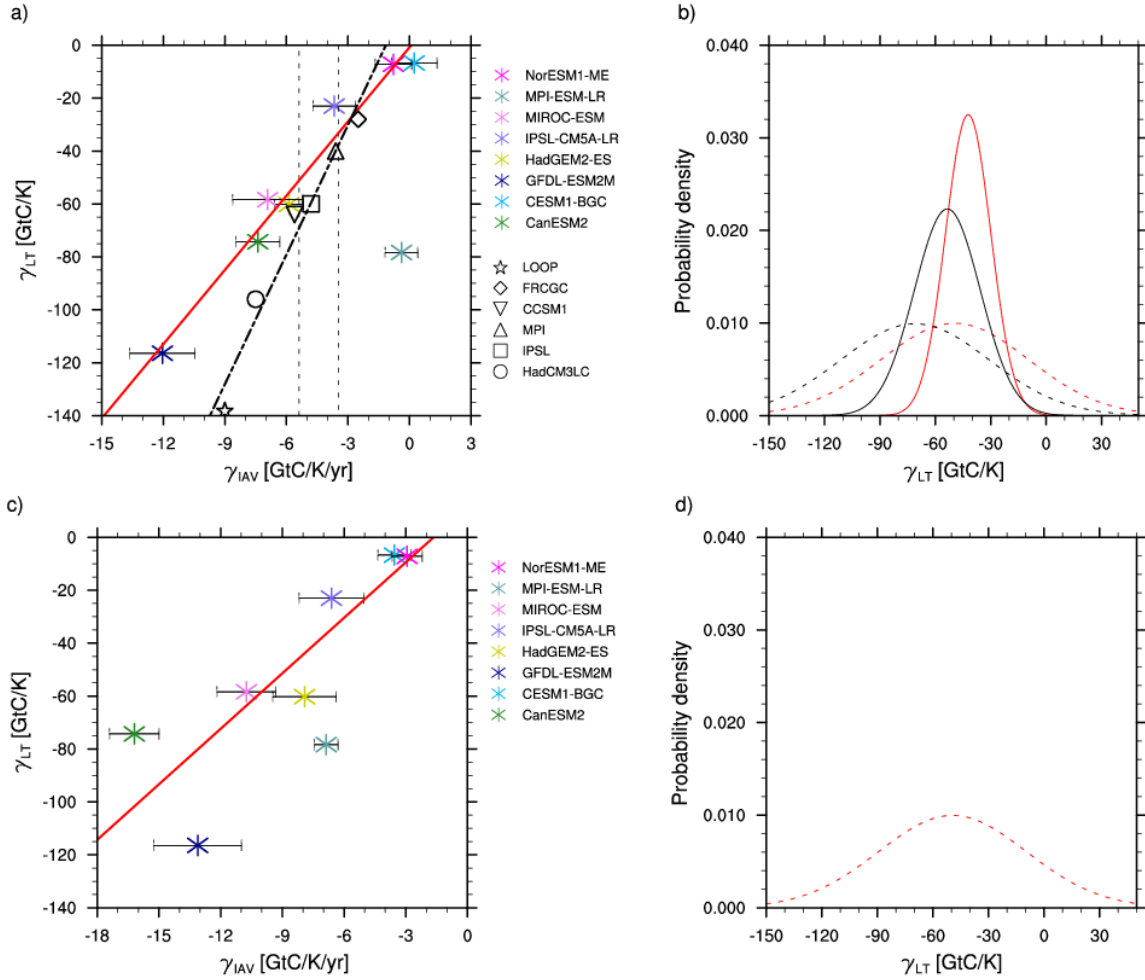 a)
0
-20
-40
-60
-80
-100
-120
-140
γLT [GtC/K]
-15 -12 -9 -6 -3 0 3
γIAV [GtC/K/yr]
NorESM1-ME
MPI-ESM-LR
MIROC-ESM
IPSL-CM5A-LR
HadGEM2-ES
GFDL-ESM2M
CESM1-BGC
CanESM2
LOOP
FRCGC
CCSM1
MPI
IPSL
HadCM3LC
b)
0.040
0.030
0.020
0.010
0.000
Probability density
-150 -120 -90 -60 -30 0 30
γLT [GtC/K]
c)
0
-20
-40
-60
-80
-100
-120
-140
γLT [GtC/K]
-18 -15 -12 -9 -6 -3 0
γIAV [GtC/K/yr]
NorESM1-ME
MPI-ESM-LR
MIROC-ESM
IPSL-CM5A-LR
HadGEM2-ES
GFDL-ESM2M
CESM1-BGC
CanESM2
d)
0.040
0.030
0.020
0.010
0.000
Probability density
-150 -120 -90 -60 -30 0 30
γLT [GtC/K]